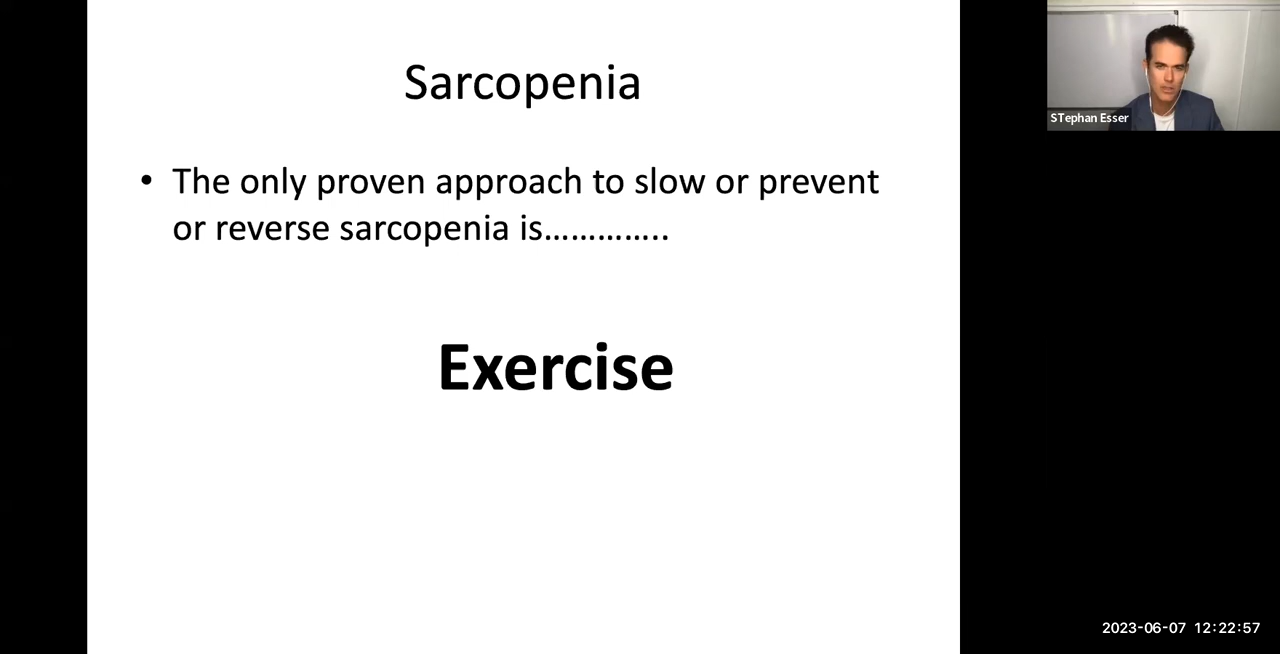 Sarcopenia
• The only proven approach to slow or prevent
or reverse sarcopenia is…………..
Exercise
STephan Esser
2023-06-07 12:22:57